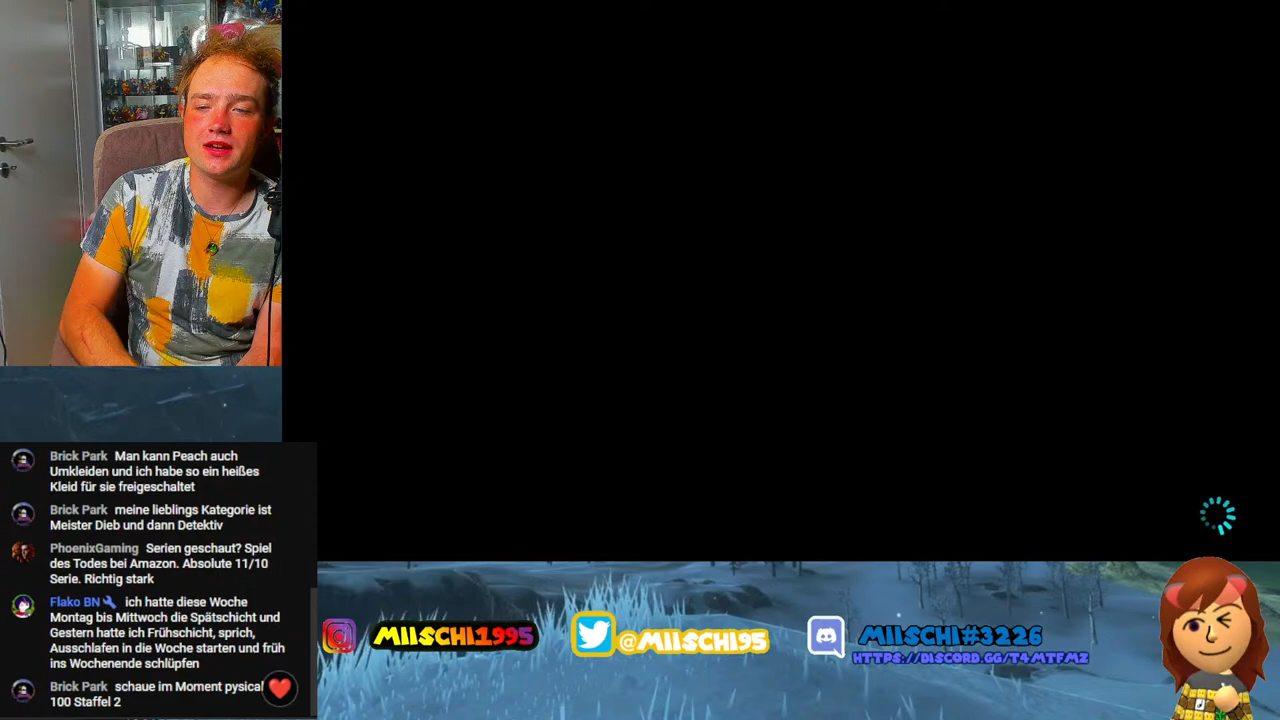 Brick Park Man kann Peach auch
Umkleiden und ich habe so ein heißes
Kleid für sie freigeschaltet
Brick Park meine lieblings Kategorie ist
Meister Dieb und dann Detektiv
PhoenixGaming Serien geschaut? Spiel
des Todes bei Amazon. Absolute 11/10
Serie. Richtig stark
Flako BN ich hatte diese Woche
Montag bis Mittwoch die Spätschicht und
Gestern hatte ich Frühschicht, sprich,
Ausschlafen in die Woche starten und früh
ins Wochenende schlüpfen
Brick Park schaue im Moment pysical
100 Staffel 2
MIISCHI1995
@MIISCHI95
MIISCHI#3226
HTTPS://DISCORD.GG/T4MTFMZ